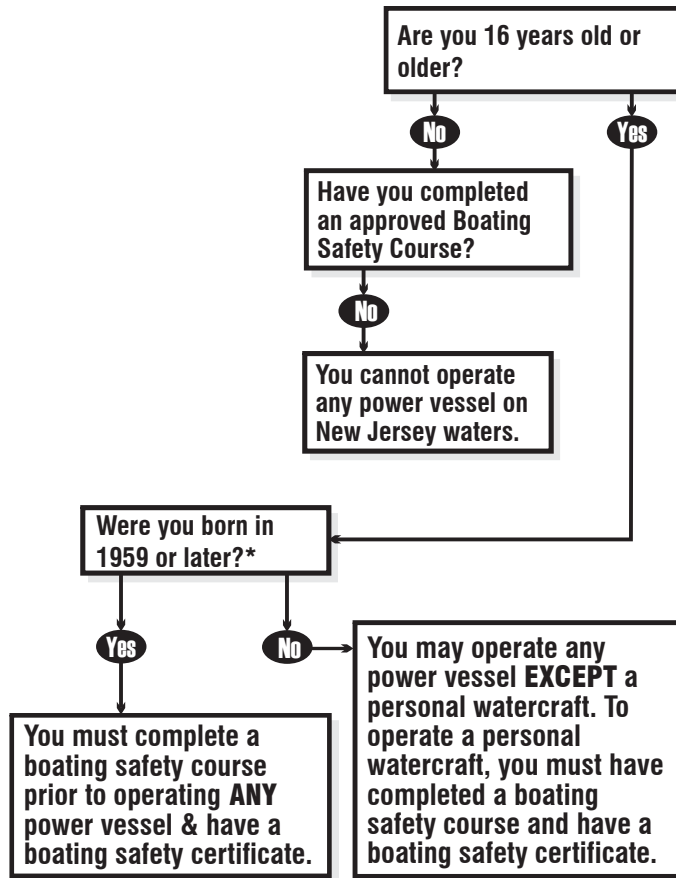 Are you 16 years old or
older?
No
Yes
Have you completed
an approved Boating
Safety Course?
No
You cannot operate
any power vessel on
New Jersey waters.
Were you born in
1959 or later?*
Yes
No
You must complete a
boating safety course
prior to operating ANY
power vessel & have a
boating safety certificate.
You may operate any
power vessel EXCEPT a
personal watercraft. To
operate a personal
watercraft, you must have
completed a boating
safety course and have a
boating safety certificate.